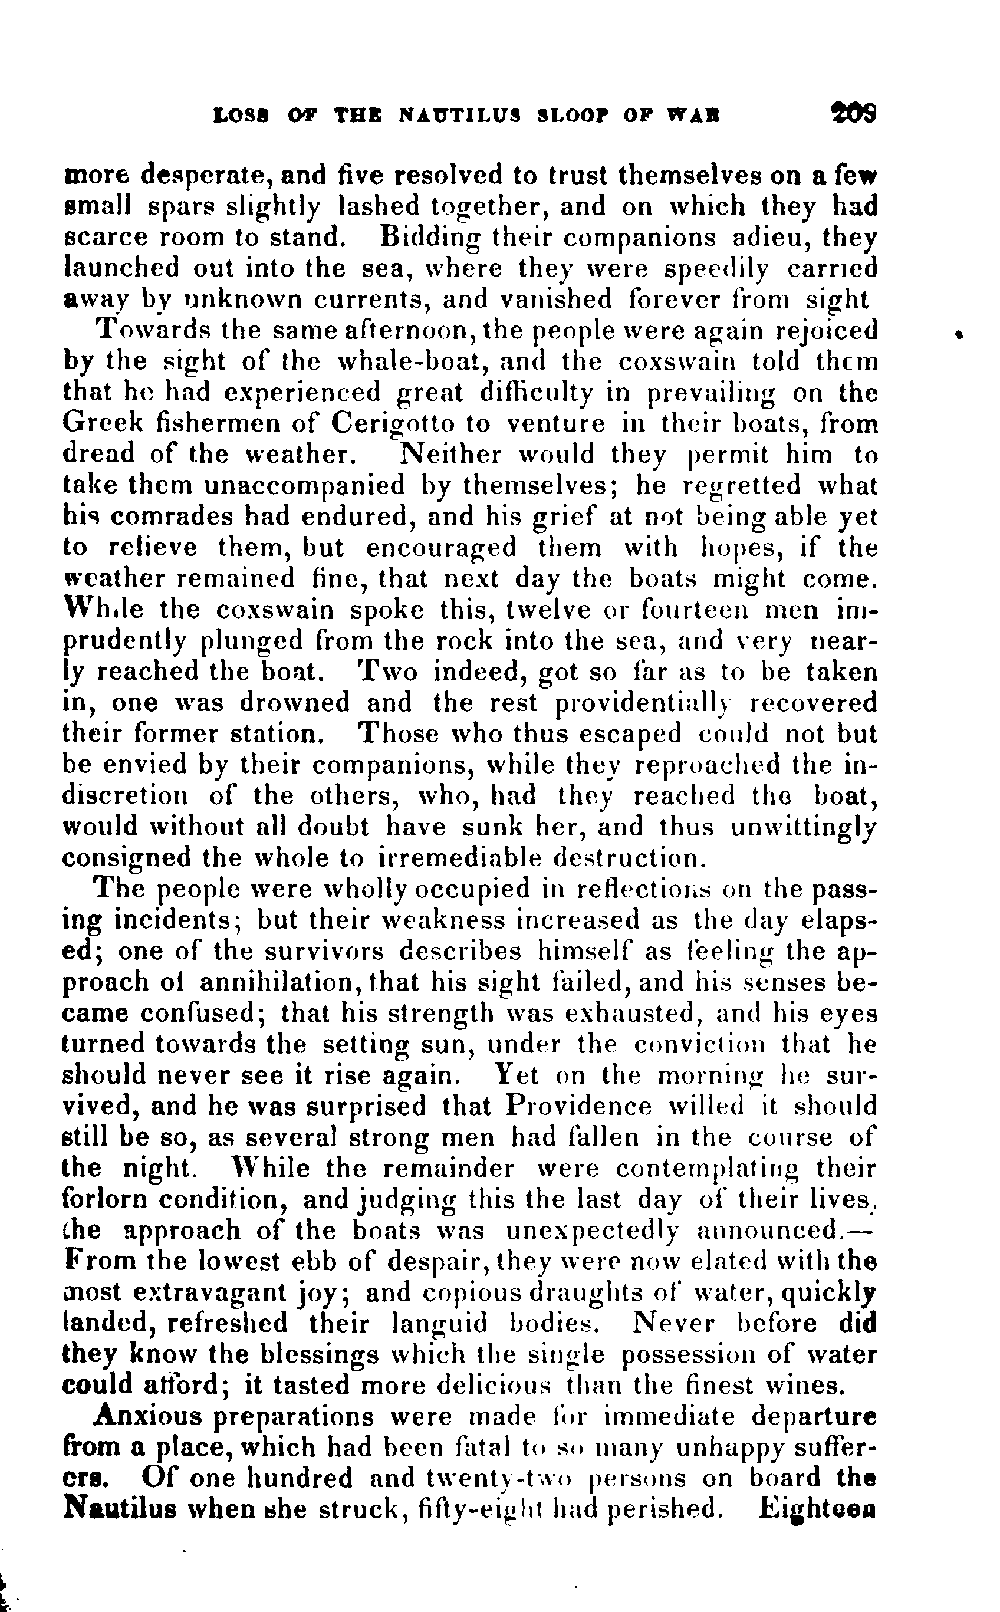 LOSS OF THE NAUTILUS SLOOP OF WAR 209
more desperate, and five resolved to trust themselves on a few
small spars slightly lashed together, and on which they had
scarce room to stand. Bidding their companions adieu, they
launched out into the sea, where they were speedily carried
away by unknown currents, and vanished forever from sight
Towards the same afternoon, the people were again rejoiced
by the sight of the whale-boat, and the coxswain told them
that he had experienced great difficulty in prevailing on the
Greek fishermen of Cerigotto to venture in their boats, from
dread of the weather. Neither would they permit him to
take them unaccompanied by themselves; he regretted what
his comrades had endured, and his grief at not being able yet
to relieve them, but encouraged them with hopes, if the
weather remained fine, that next day the boats might come.
While the coxswain spoke this, twelve or fourteen men im-
prudently plunged from the rock into the sea, and very near-
ly reached the boat. Two indeed, got so far as to be taken
in, one was drowned and the rest providentially recovered
their former station. Those who thus escaped could not but
be envied by their companions, while they reproached the in-
discretion of the others, who, had they reached the boat,
would without all doubt have sunk her, and thus unwittingly
consigned the whole to irremediable destruction.
The people were wholly occupied in reflections on the pass-
ing incidents; but their weakness increased as the day elaps-
ed; one of the survivors describes himself as feeling the ap-
proach of annihilation, that his sight failed, and his senses be-
came confused; that his strength was exhausted, and his eyes
turned towards the setting sun, under the conviction that he
should never see it rise again. Yet on the morning he sur-
vived, and he was surprised that Providence willed it should
still be so, as several strong men had fallen in the course of
the night. While the remainder were contemplating their
forlorn condition, and judging this the last day of their lives,
the approach of the boats was unexpectedly announced.—
From the lowest ebb of despair, they were now elated with the
most extravagant joy; and copious draughts of water, quickly
landed, refreshed their languid bodies. Never before did
they know the blessings which the single possession of water
could afford; it tasted more delicious than the finest wines.
Anxious preparations were made for immediate departure
from a place, which had been fatal to so many unhappy suffer-
ers. Of one hundred and twenty-two persons on board the
Nautilus when she struck, fifty-eight had perished. Eighteen